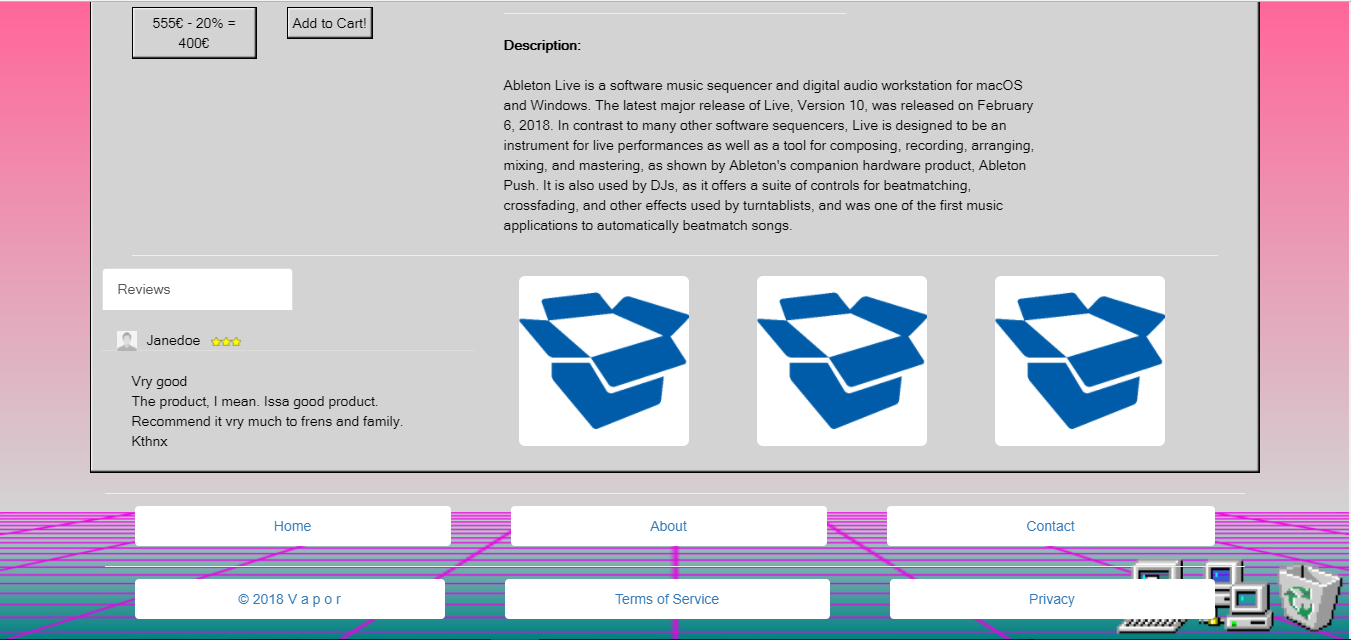 555€ - 20% =
400€
Add to Cart!
Description:
Ableton Live is a software music sequencer and digital audio workstation for macOS
and Windows. The latest major release of Live, Version 10, was released on February
6, 2018. In contrast to many other software sequencers, Live is designed to be an
instrument for live performances as well as a tool for composing, recording, arranging,
mixing, and mastering, as shown by Ableton's companion hardware product, Ableton
Push. It is also used by DJs, as it offers a suite of controls for beatmatching,
crossfading, and other effects used by turntablists, and was one of the first music
applications to automatically beatmatch songs.
Reviews
Janedoe
Vry good
The product, I mean. Issa good product.
Recommend it vry much to frens and family.
Kthnx
Home
About
Contact
© 2018 V a p o r
Terms of Service
Privacy